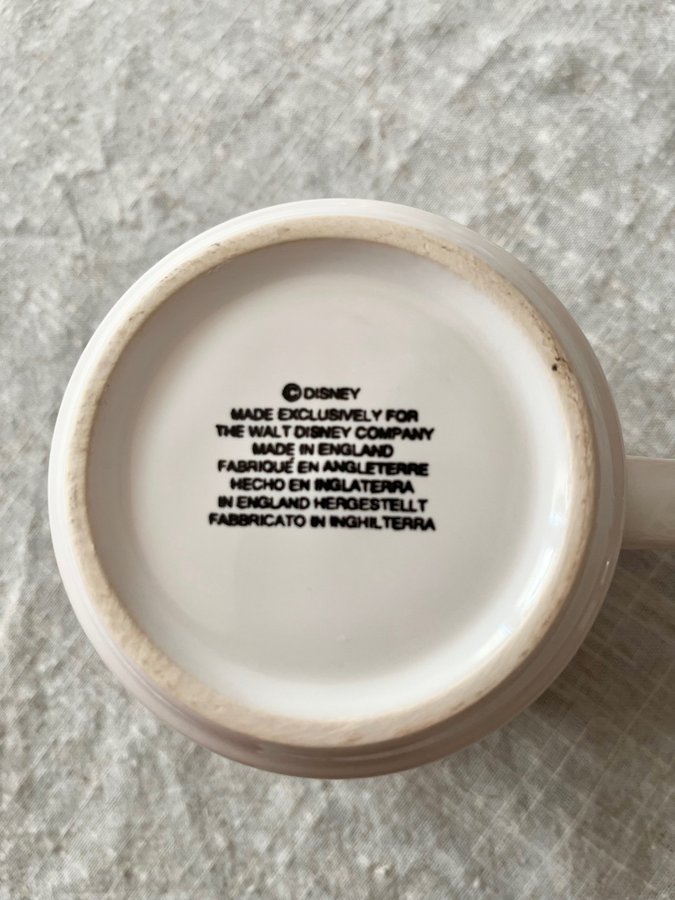 © DISNEY
MADE EXCLUSIVELY FOR
THE WALT DISNEY COMPANY
MADE IN ENGLAND
FABRIQUÉ EN ANGLETERRE
HECHO EN INGLATERRA
IN ENGLAND HERGESTELLT
FABBRICATO IN INGHILTERRA